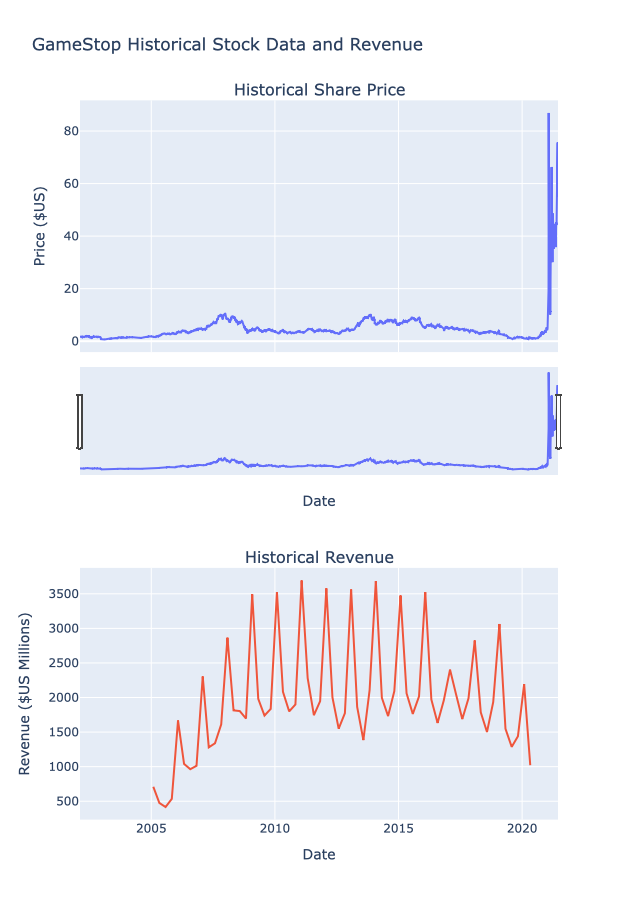 GameStop Historical Stock Data and Revenue
Historical Share Price
Price ($US)
80
60
40
20
0
Date
Historical Revenue
Revenue ($US Millions)
3500
3000
2500
2000
1500
1000
500
2005
2010
2015
2020
Date